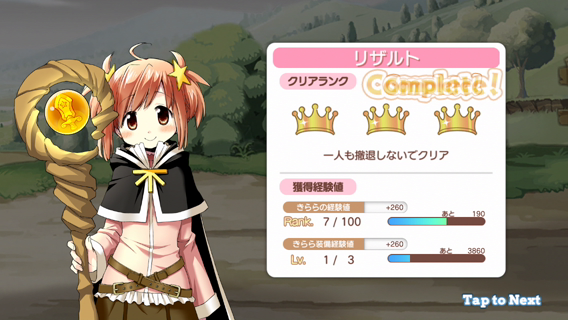 リザルト
クリアランク Complete!
一人も撤退しないでクリア
獲得経験値
きららの経験値 +260
Rank. 7 / 100 あと 190
きらら装備経験値 +260
Lv. 1 / 3 あと 3860
Tap to Next